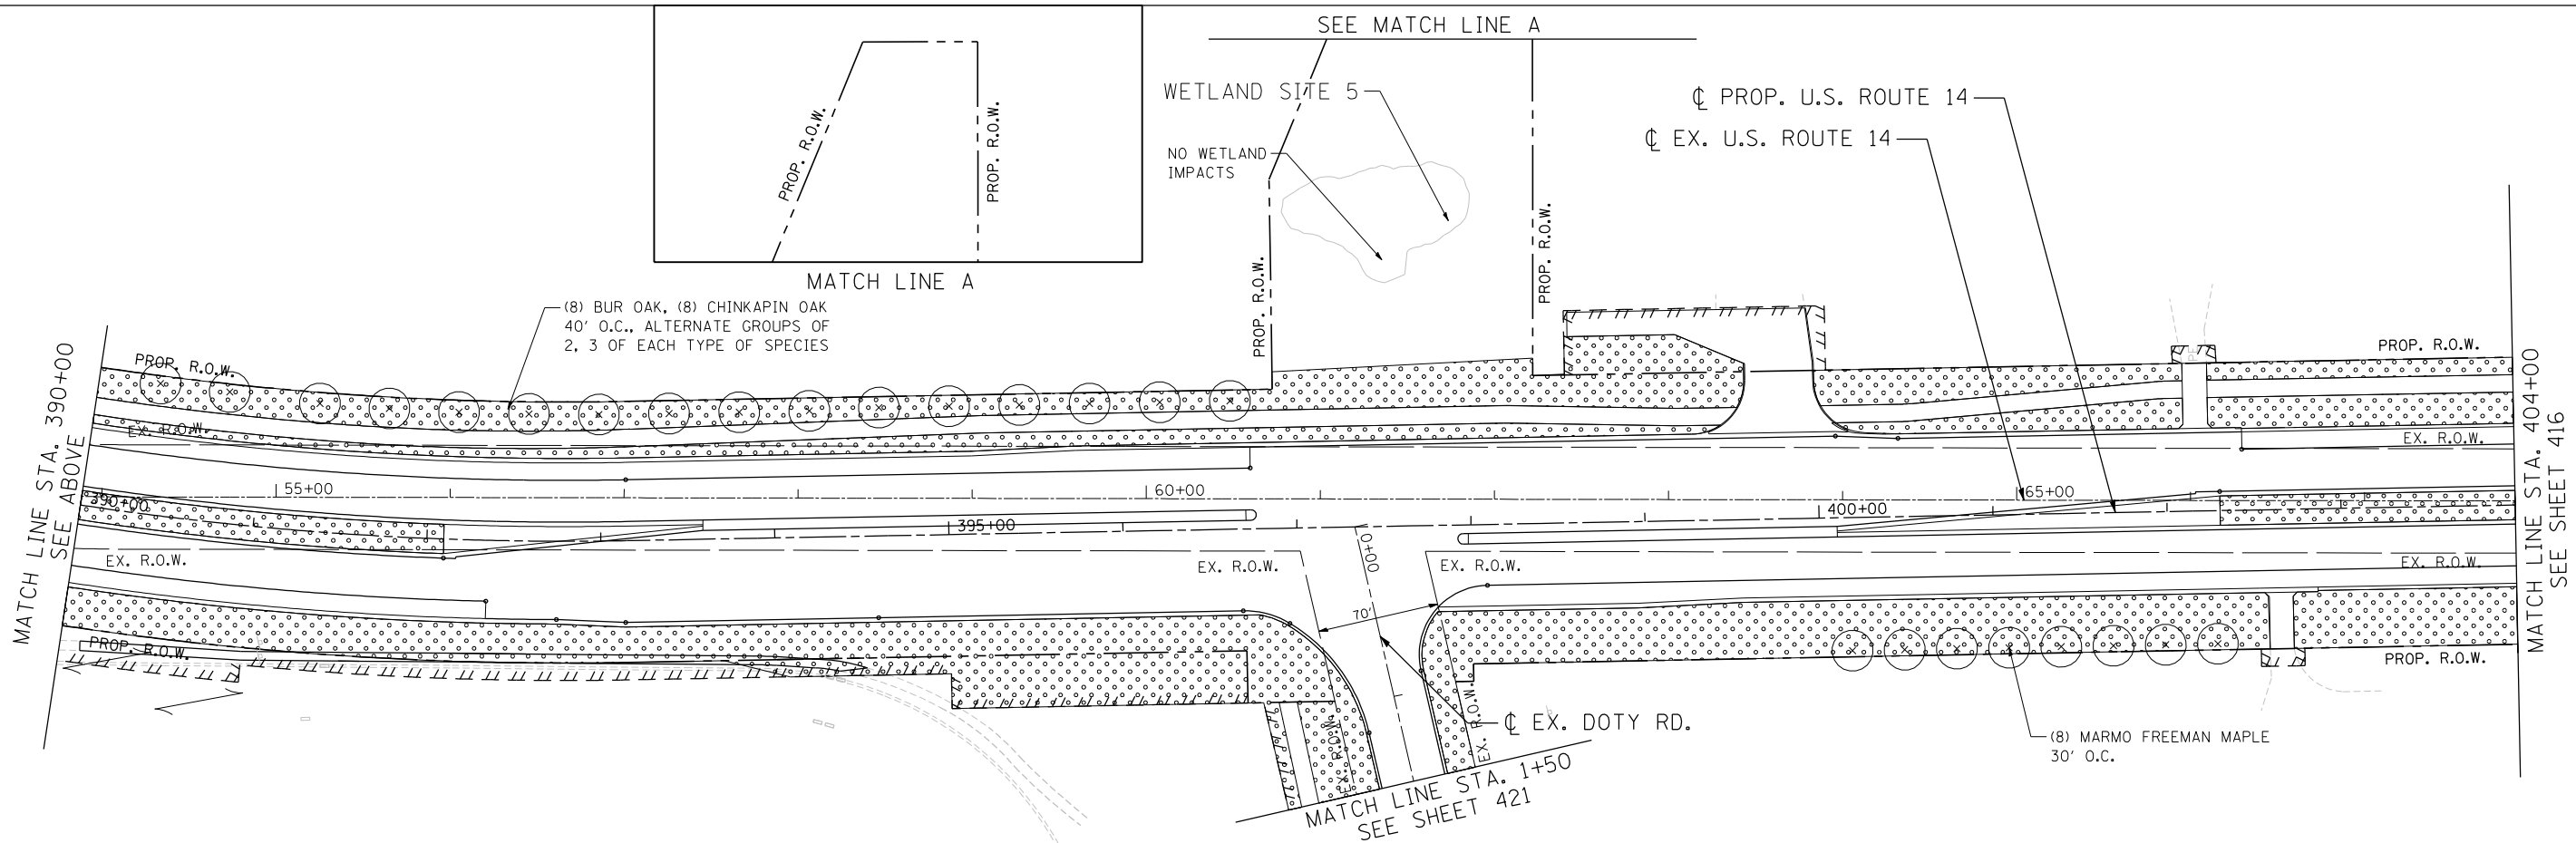 SEE MATCH LINE A
PROP. R.O.W.
PROP. R.O.W.
MATCH LINE A
WETLAND SITE 5
NO WETLAND
IMPACTS
PROP. R.O.W.
PROP. R.O.W.
℄ PROP. U.S. ROUTE 14
℄ EX. U.S. ROUTE 14
(8) BUR OAK, (8) CHINKAPIN OAK
40' O.C., ALTERNATE GROUPS OF
2, 3 OF EACH TYPE OF SPECIES
MATCH LINE STA. 390+00
SEE ABOVE
PROP. R.O.W.
PROP. R.O.W.
EX. R.O.W.
EX. R.O.W.
55+00
60+00
65+00
390+00
395+00
400+00
EX. R.O.W.
EX. R.O.W.
EX. R.O.W.
EX. R.O.W.
0+00
70'
PROP. R.O.W.
PROP. R.O.W.
EX. R.O.W.
EX. R.O.W.
1
℄ EX. DOTY RD.
(8) MARMO FREEMAN MAPLE
30' O.C.
MATCH LINE STA. 1+50
SEE SHEET 421
MATCH LINE STA. 404+00
SEE SHEET 416